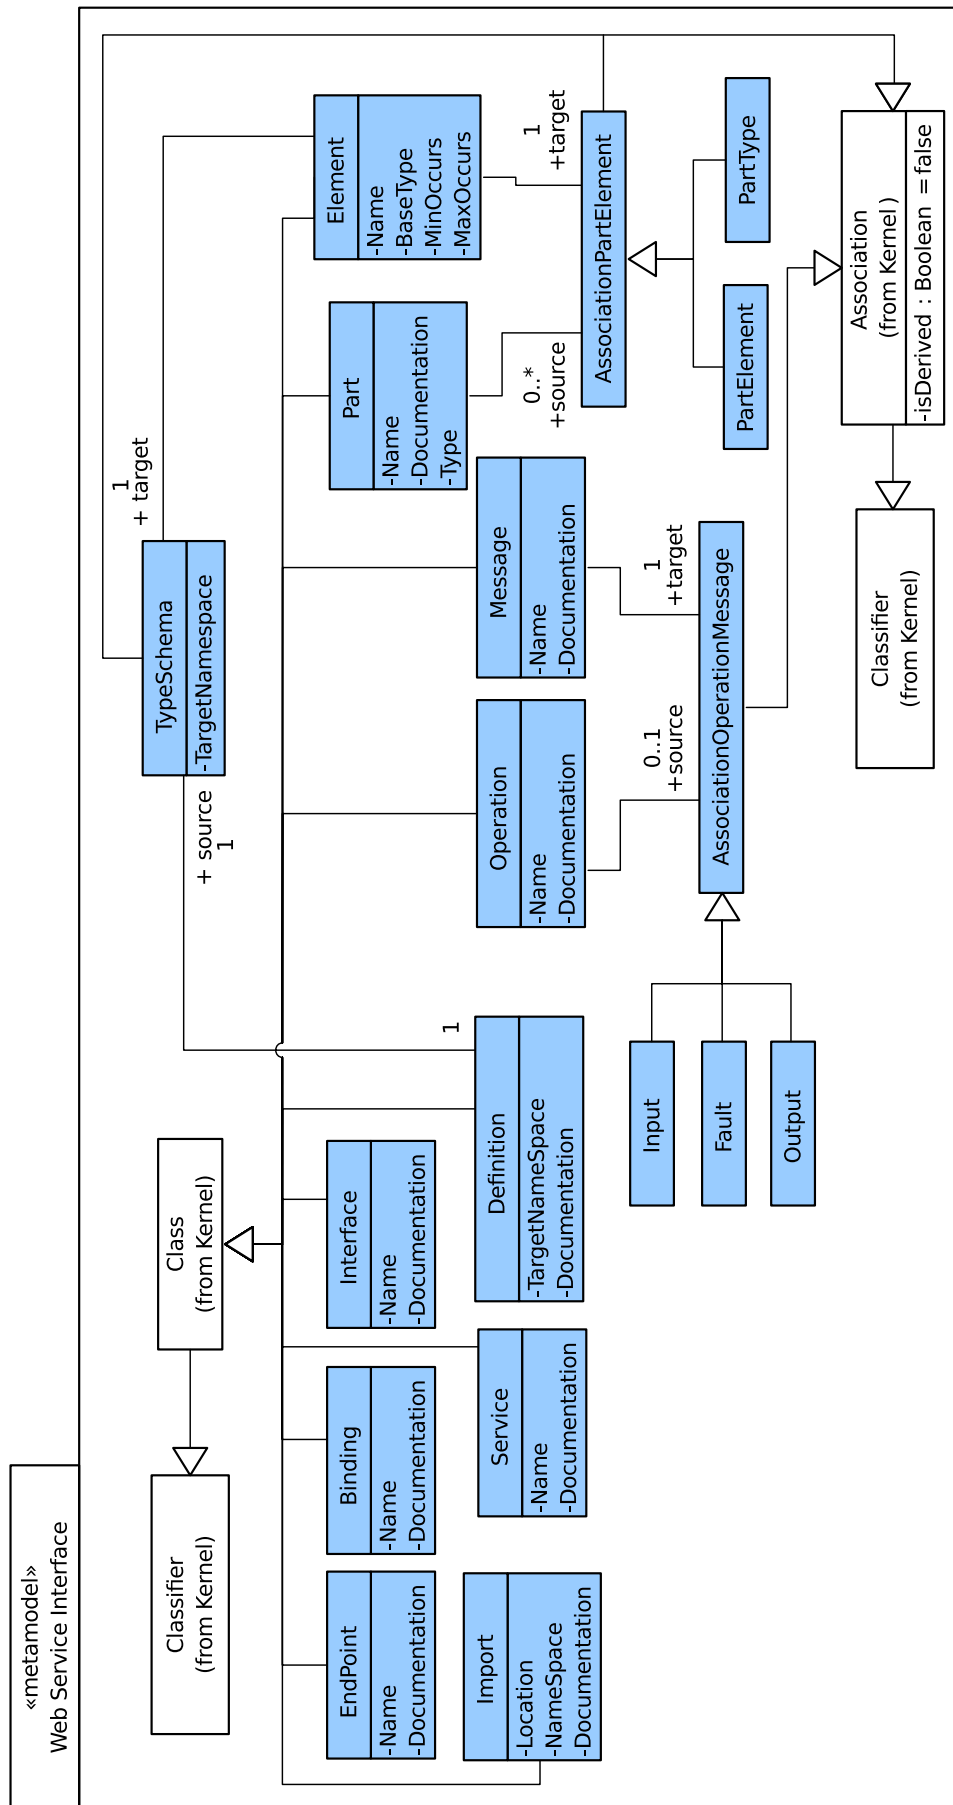 «metamodel»
Web Service Interface
Classifier
(from Kernel)
Class
(from Kernel)
TypeSchema
-TargetNamespace
+ source
1
1
+ target
1
EndPoint
-Name
-Documentation
Binding
-Name
-Documentation
Interface
-Name
-Documentation
Part
-Name
-Documentation
-Type
Element
-Name
-BaseType
-MinOccurs
-MaxOccurs
Import
-Location
-NameSpace
-Documentation
Service
-Name
-Documentation
Definition
-TargetNameSpace
-Documentation
Operation
-Name
-Documentation
Message
-Name
-Documentation
0..*
+source
1
+target
AssociationPartElement
0..1
+source
1
+target
Input
Fault
Output
AssociationOperationMessage
PartElement
PartType
Classifier
(from Kernel)
Association
(from Kernel)
-isDerived : Boolean =false